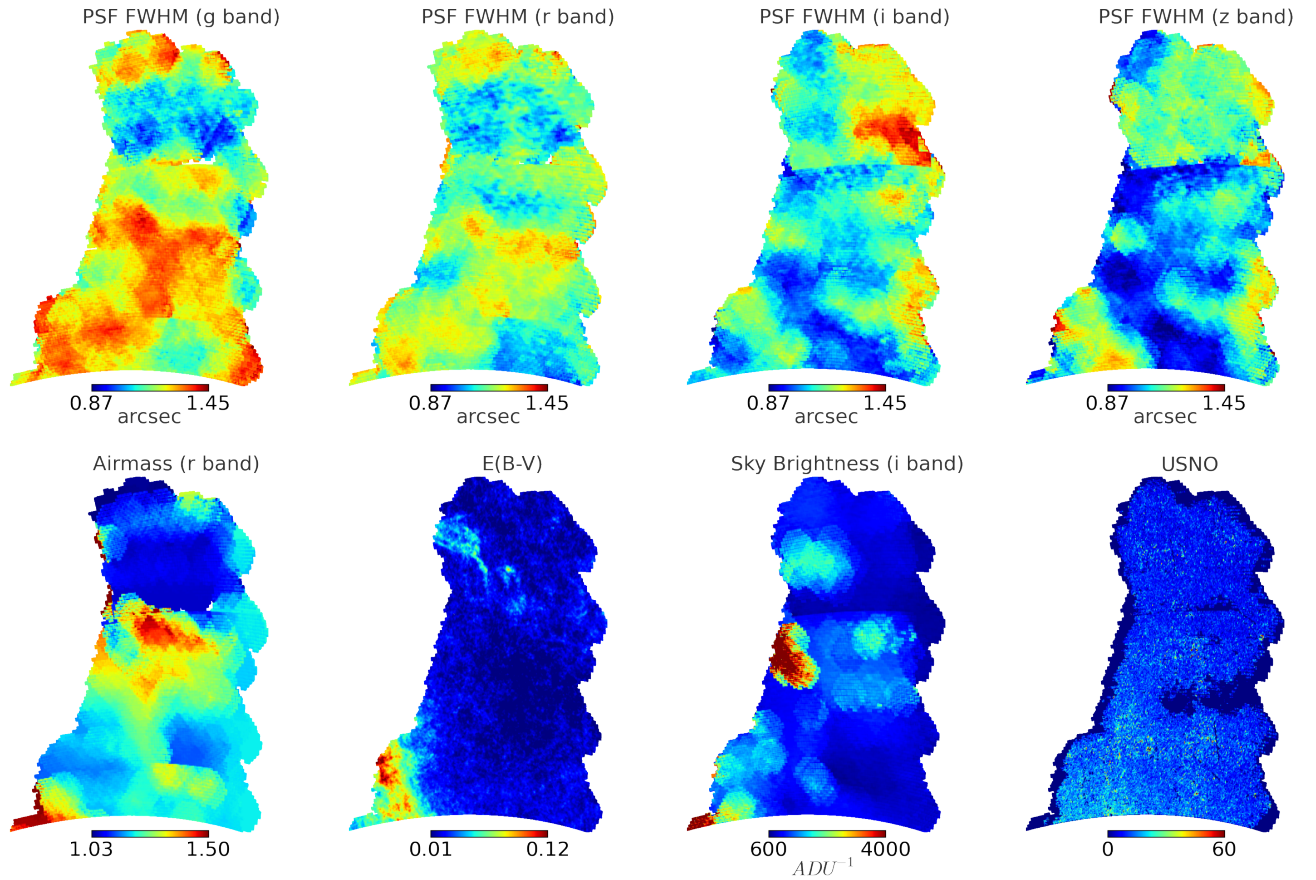 PSF FWHM (g band) PSF FWHM (r band) PSF FWHM (i band) PSF FWHM (z band)
0.87 1.45 0.87 1.45 0.87 1.45 0.87 1.45
arcsec arcsec arcsec arcsec
Airmass (r band) E(B-V) Sky Brightness (i band) USNO
1.03 1.50 0.01 0.12 600 4000 0 60
ADU⁻¹